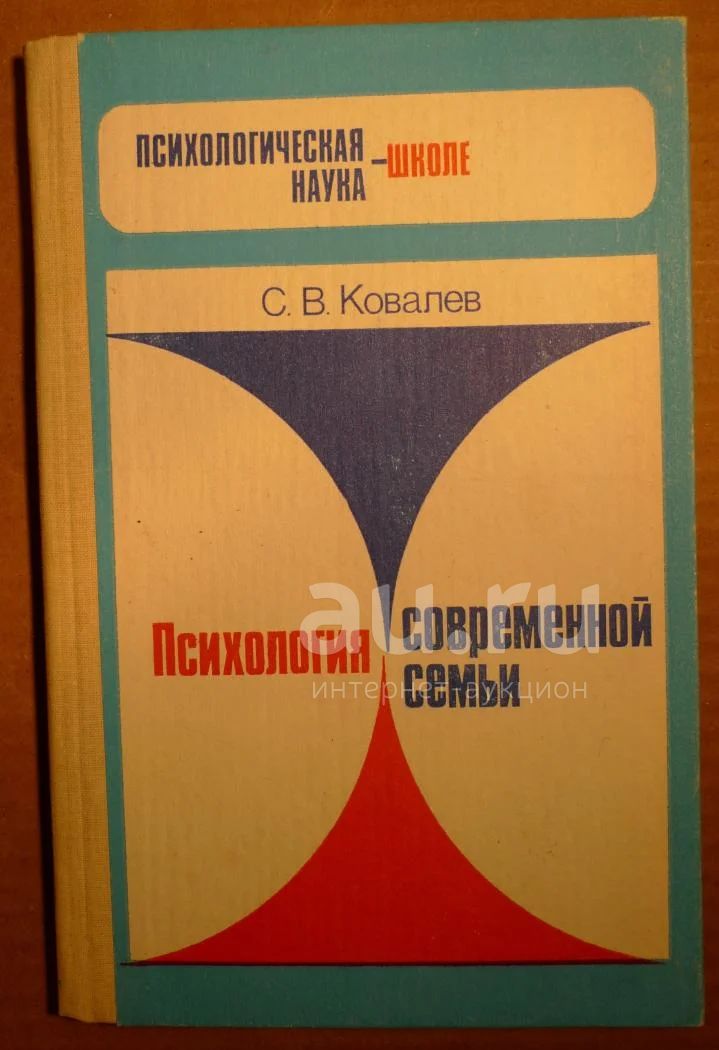 ПСИХОЛОГИЧЕСКАЯ
НАУКА –ШКОЛЕ
С. В. Ковалев
Психология современной
семьи
au.ru
интернет-аукцион